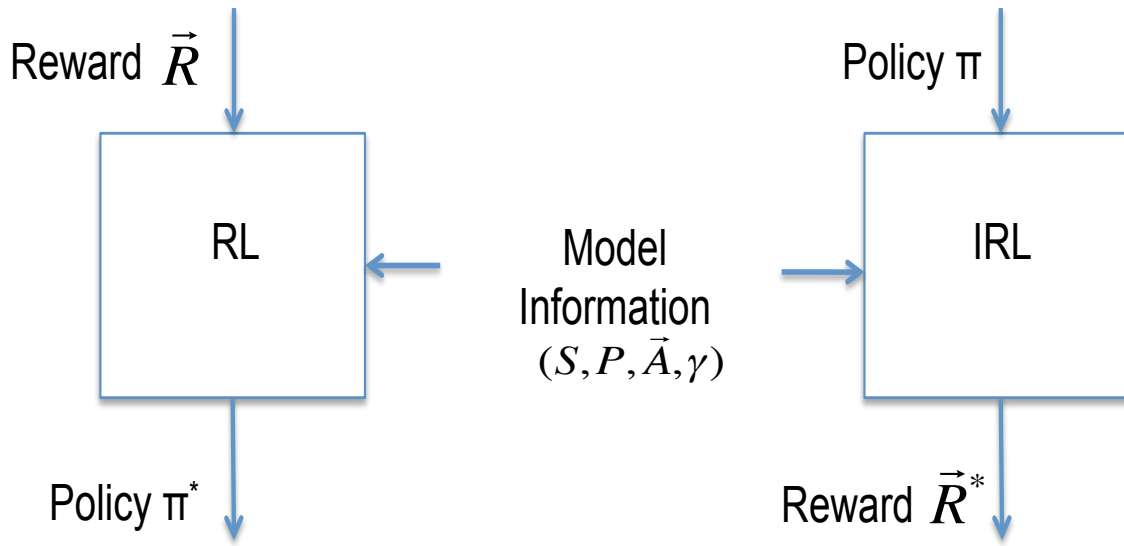 Reward R⃗
Policy π
RL
Model
Information
(S, P, A⃗, γ)
IRL
Policy π*
Reward R⃗*